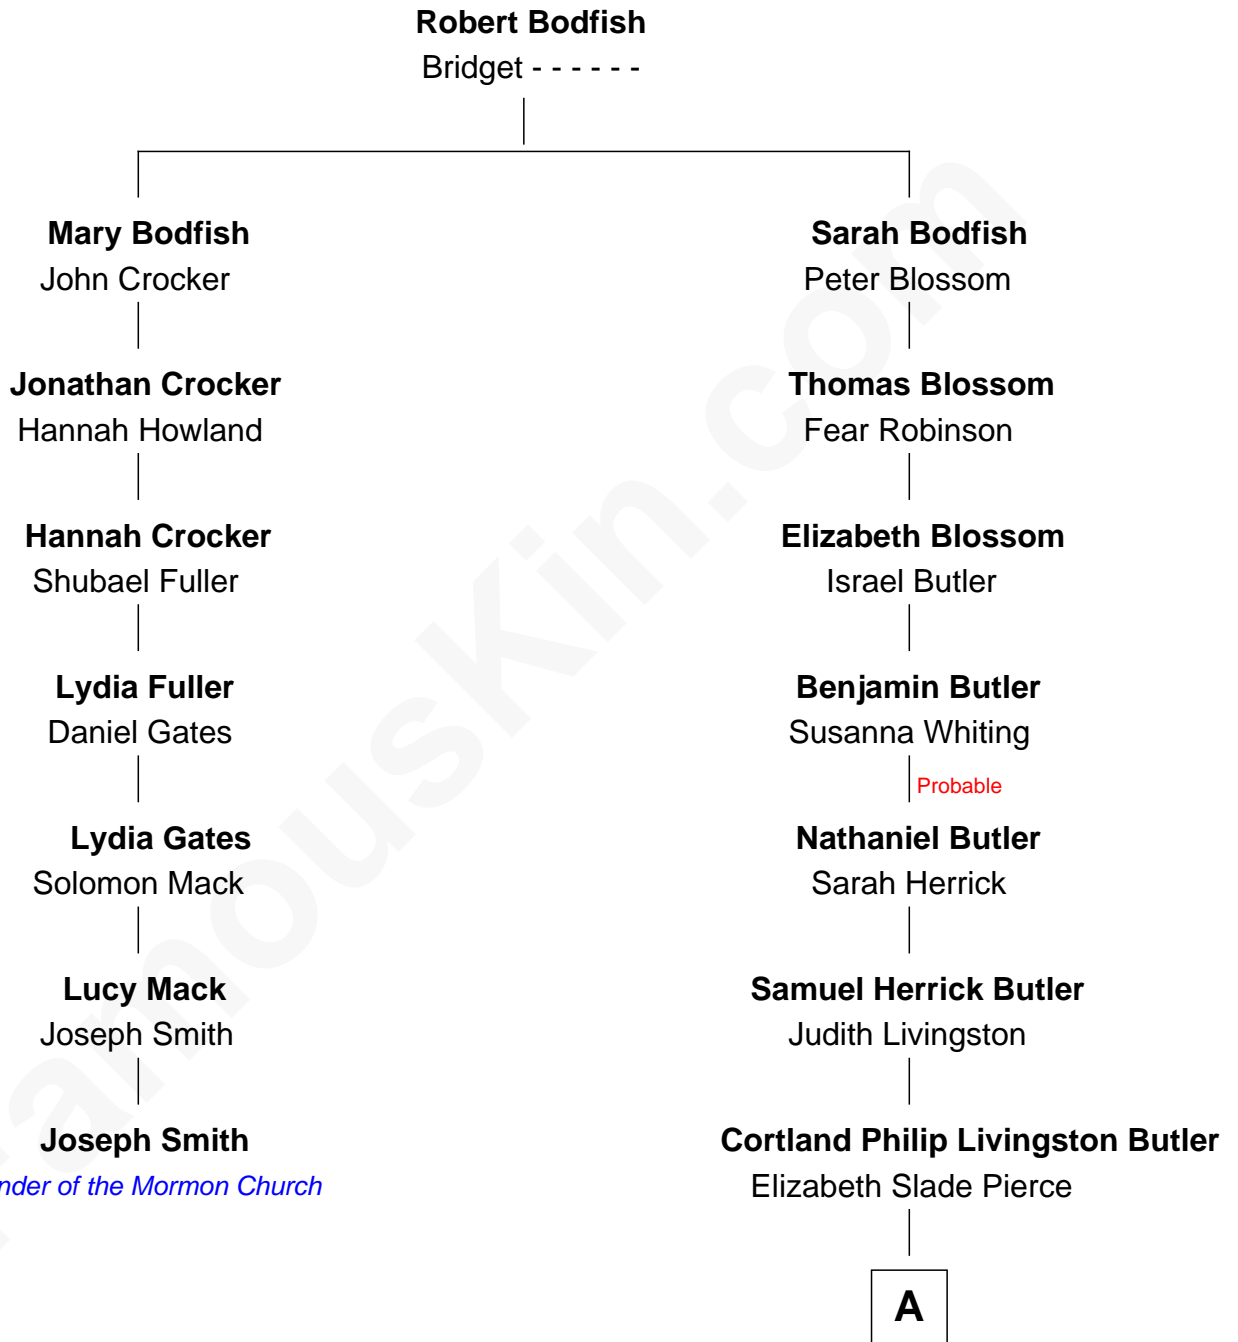 Robert Bodfish
Bridget - - - - - -
Mary Bodfish
John Crocker
Sarah Bodfish
Peter Blossom
Jonathan Crocker
Hannah Howland
Thomas Blossom
Fear Robinson
Hannah Crocker
Shubael Fuller
Elizabeth Blossom
Israel Butler
Lydia Fuller
Daniel Gates
Benjamin Butler
Susanna Whiting
Probable
Lydia Gates
Solomon Mack
Nathaniel Butler
Sarah Herrick
Lucy Mack
Joseph Smith
Samuel Herrick Butler
Judith Livingston
Joseph Smith
nder of the Mormon Church
Cortland Philip Livingston Butler
Elizabeth Slade Pierce
A
FamousKin.com